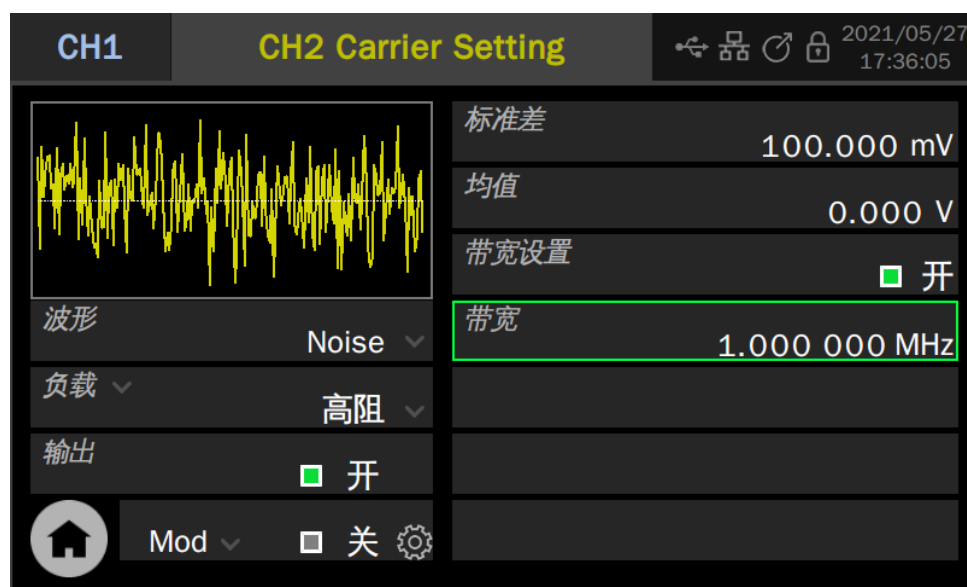 CH1
CH2 Carrier Setting
2021/05/27
17:36:05
波形
Noise
负载
高阻
输出
开
Mod
关
标准差
100.000 mV
均值
0.000 V
带宽设置
开
带宽
1.000 000 MHz